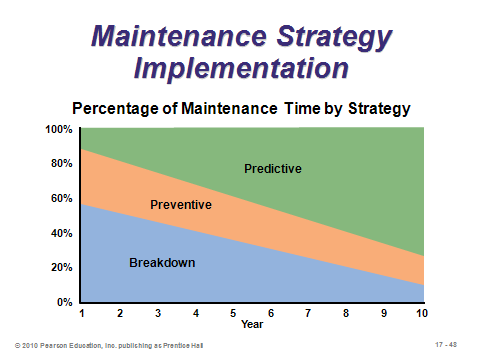 Maintenance Strategy
Implementation
Percentage of Maintenance Time by Strategy
100%
80%
60%
40%
20%
0%
Predictive
Preventive
Breakdown
1 2 3 4 5 6 7 8 9 10
Year
© 2010 Pearson Education, Inc. publishing as Prentice Hall
17 - 48